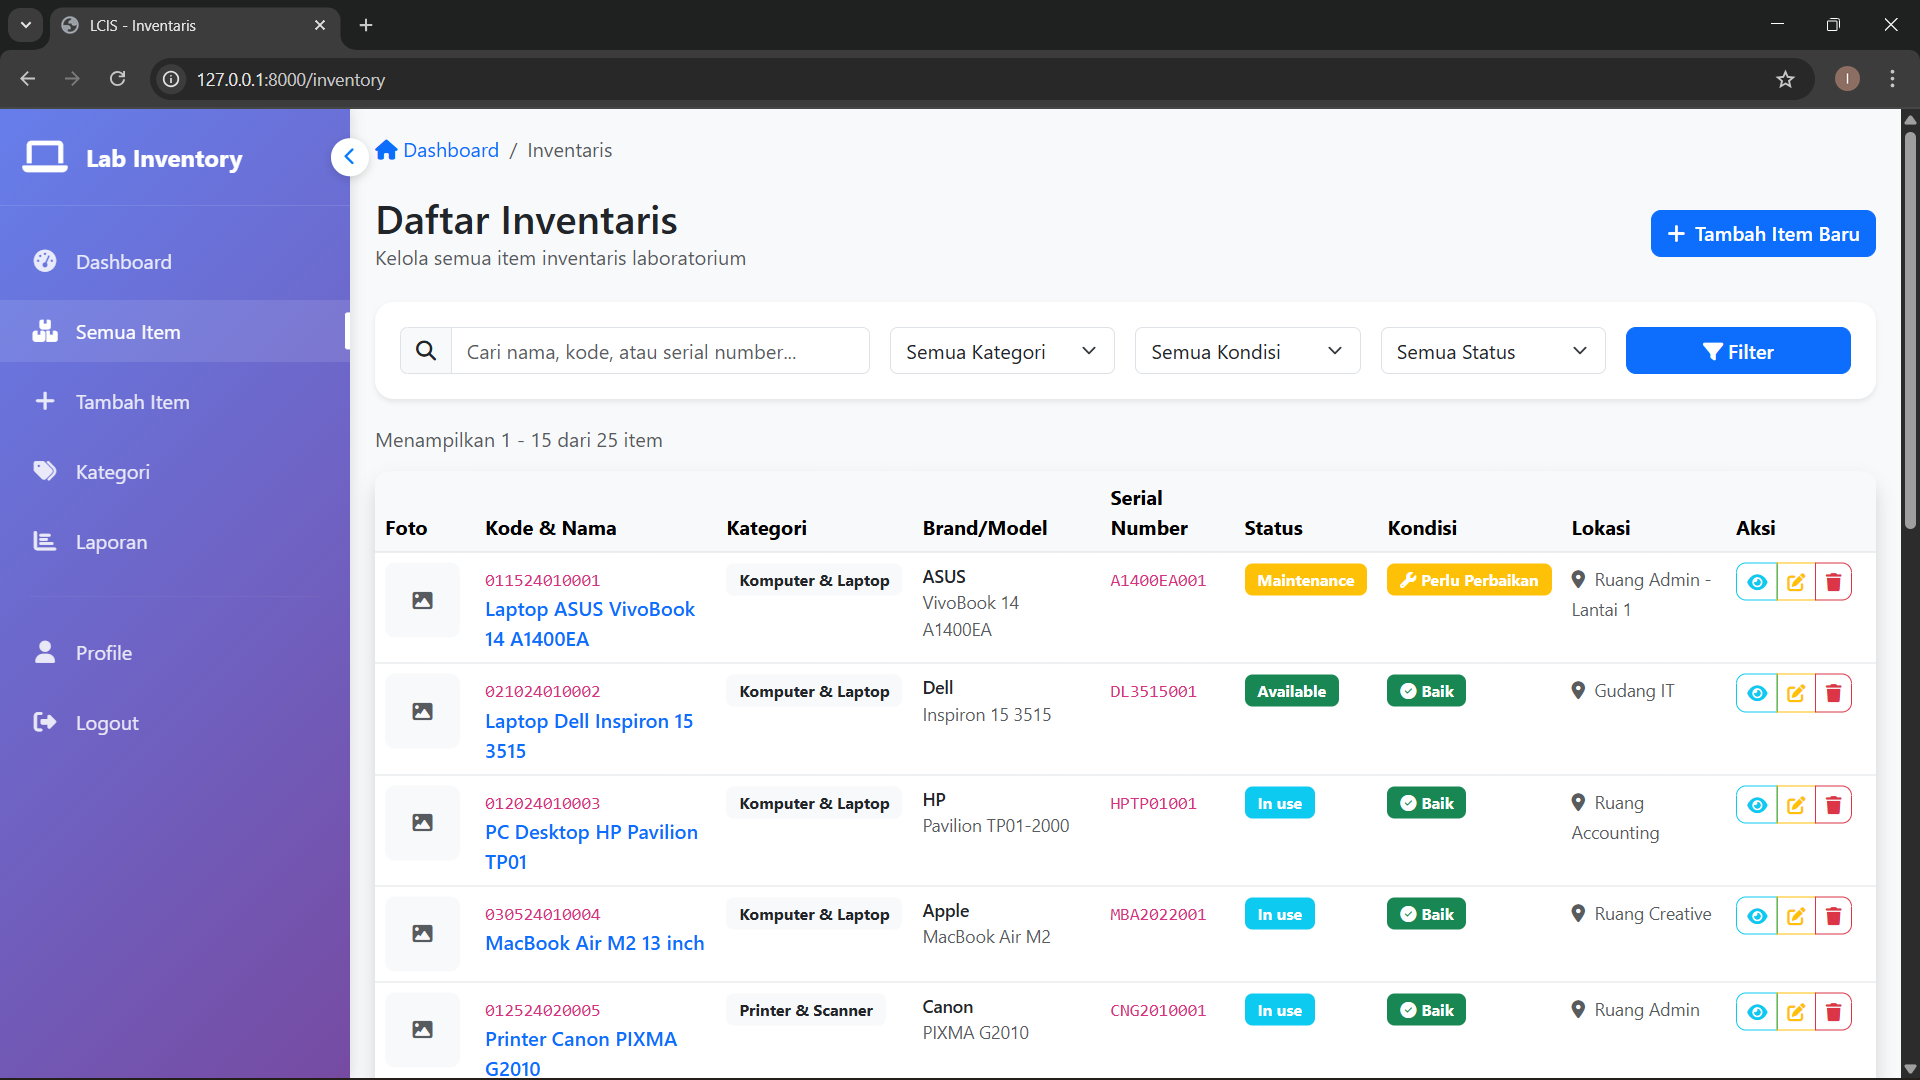 LCIS - Inventaris
127.0.0.1:8000/inventory
I
Lab Inventory
Dashboard
Semua Item
Tambah Item
Kategori
Laporan
Profile
Logout
Dashboard / Inventaris
Daftar Inventaris
Kelola semua item inventaris laboratorium
+ Tambah Item Baru
Cari nama, kode, atau serial number...
Semua Kategori
Semua Kondisi
Semua Status
Filter
Menampilkan 1 - 15 dari 25 item
Foto Kode & Nama Kategori Brand/Model Serial Number Status Kondisi Lokasi Aksi
011524010001
Laptop ASUS VivoBook
14 A1400EA
Komputer & Laptop
ASUS
VivoBook 14
A1400EA
A1400EA001
Maintenance
Perlu Perbaikan
Ruang Admin -
Lantai 1
021024010002
Laptop Dell Inspiron 15
3515
Komputer & Laptop
Dell
Inspiron 15 3515
DL3515001
Available
Baik
Gudang IT
012024010003
PC Desktop HP Pavilion
TP01
Komputer & Laptop
HP
Pavilion TP01-2000
HPTP01001
In use
Baik
Ruang
Accounting
030524010004
MacBook Air M2 13 inch
Komputer & Laptop
Apple
MacBook Air M2
MBA2022001
In use
Baik
Ruang Creative
012524020005
Printer Canon PIXMA
G2010
Printer & Scanner
Canon
PIXMA G2010
CNG2010001
In use
Baik
Ruang Admin